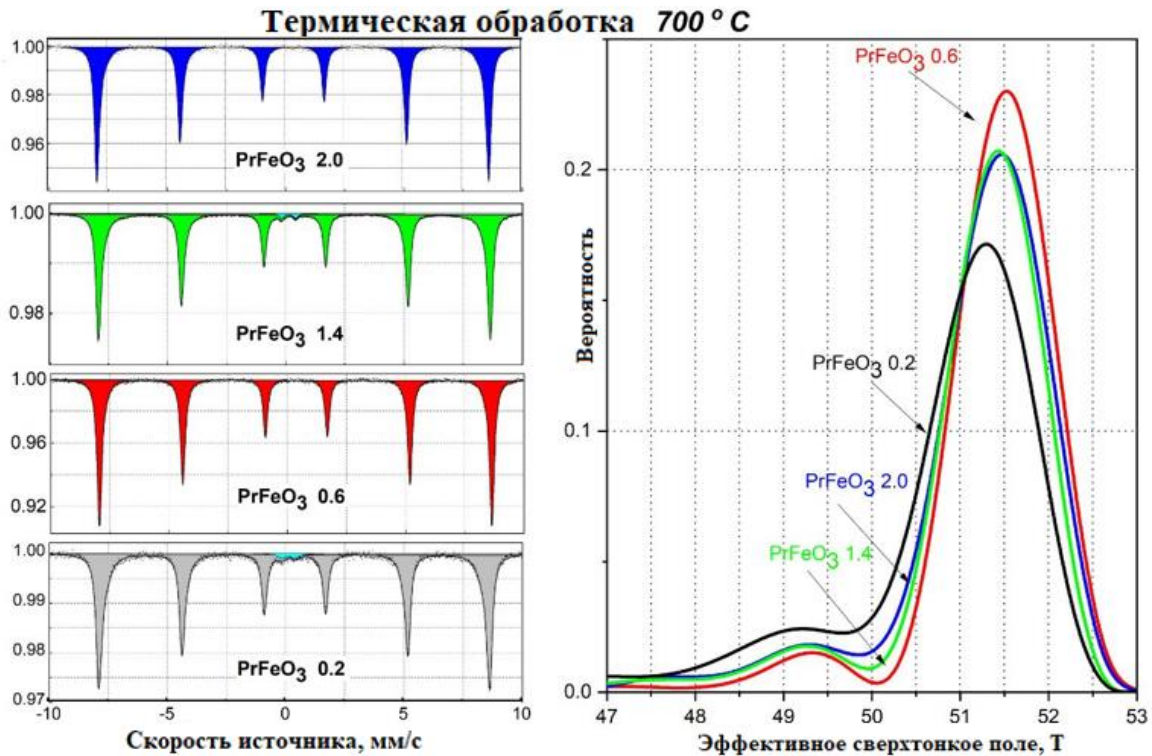 Термическая обработка 700 ° C
1.00
0.98
0.96
PrFeO3 2.0
1.00
0.98
PrFeO3 1.4
1.00
0.96
0.92
PrFeO3 0.6
1.00
0.99
0.98
0.97
PrFeO3 0.2
-10 -5 0 5 10
Скорость источника, мм/с
PrFeO3 0.6
0.2
Вероятность
PrFeO3 0.2
0.1
PrFeO3 2.0
PrFeO3 1.4
0.0
47 48 49 50 51 52 53
Эффективное сверхтонкое поле, Т